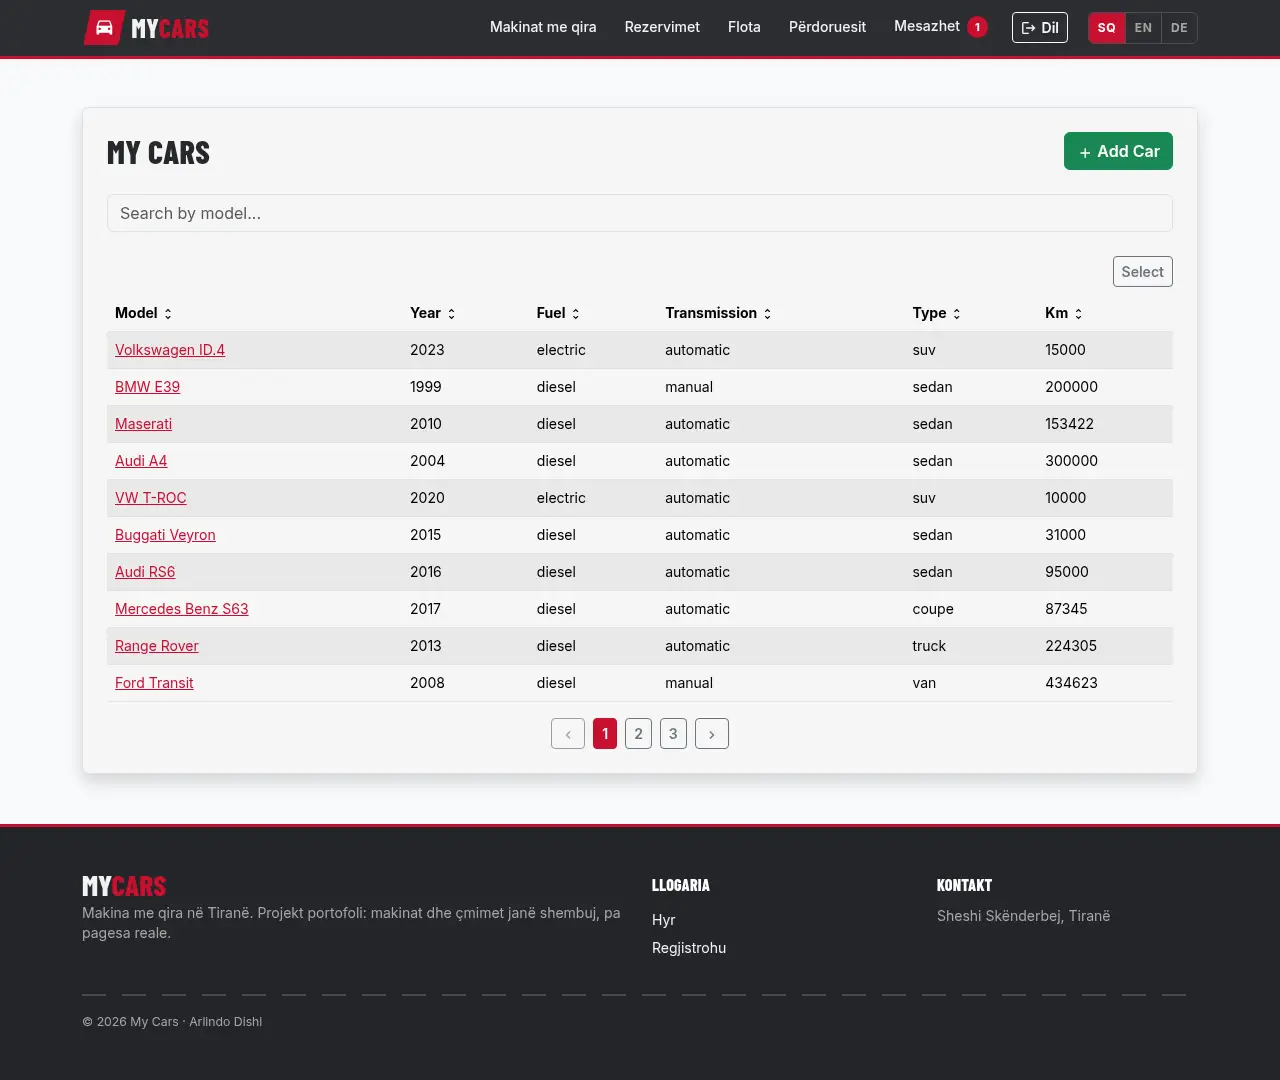 MYCARS
Makinat me qira Rezervimet Flota Përdoruesit Mesazhet 1 Dil SQ EN DE
MY CARS
+ Add Car
Search by model...
Select
Model Year Fuel Transmission Type Km
Volkswagen ID.4 2023 electric automatic suv 15000
BMW E39 1999 diesel manual sedan 200000
Maserati 2010 diesel automatic sedan 153422
Audi A4 2004 diesel automatic sedan 300000
VW T-ROC 2020 electric automatic suv 10000
Buggati Veyron 2015 diesel automatic sedan 31000
Audi RS6 2016 diesel automatic sedan 95000
Mercedes Benz S63 2017 diesel automatic coupe 87345
Range Rover 2013 diesel automatic truck 224305
Ford Transit 2008 diesel manual van 434623
‹ 1 2 3 ›
MYCARS
Makina me qira në Tiranë. Projekt portofoli: makinat dhe çmimet janë shembuj, pa
pagesa reale.
LLOGARIA
Hyr
Regjistrohu
KONTAKT
Sheshi Skënderbej, Tiranë
© 2026 My Cars · Arlindo Dishi